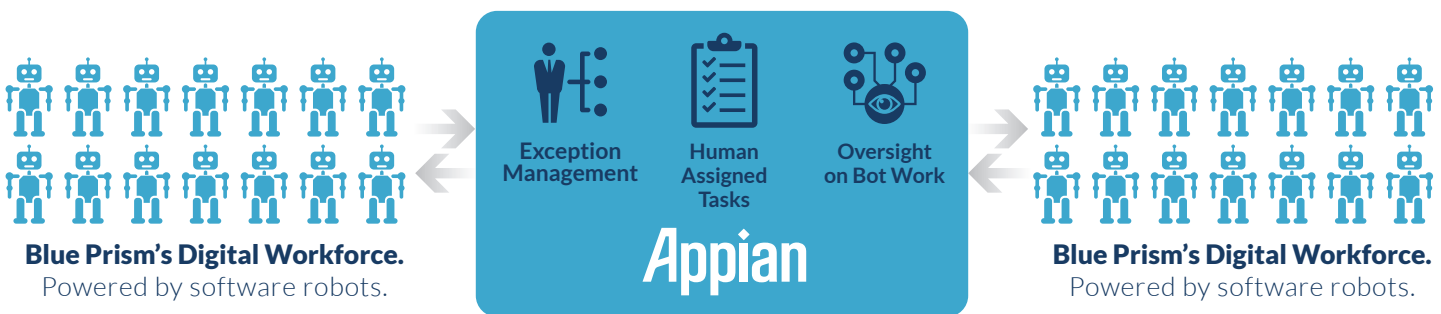 Blue Prism’s Digital Workforce.
Powered by software robots.
Exception
Management
Human
Assigned
Tasks
Oversight
on Bot Work
Appian
Blue Prism’s Digital Workforce.
Powered by software robots.